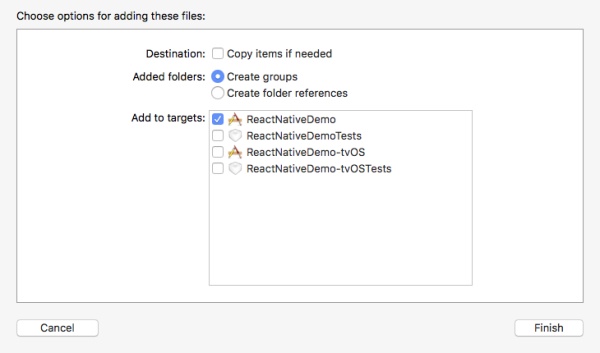 Choose options for adding these files:
Destination: Copy items if needed
Added folders: Create groups
Create folder references
Add to targets: ReactNativeDemo
ReactNativeDemoTests
ReactNativeDemo-tvOS
ReactNativeDemo-tvOSTests
Cancel Finish